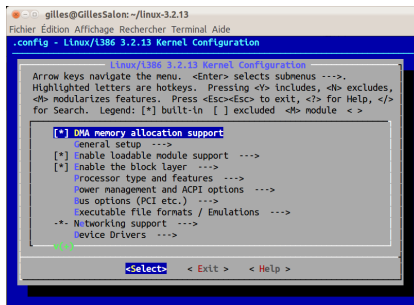 gilles@GillesSalon: ~/linux-3.2.13
Fichier Édition Affichage Rechercher Terminal Aide
.config - Linux/i386 3.2.13 Kernel Configuration
Linux/i386 3.2.13 Kernel Configuration
Arrow keys navigate the menu. <Enter> selects submenus --->.
Highlighted letters are hotkeys. Pressing <Y> includes, <N> excludes,
<M> modularizes features. Press <Esc><Esc> to exit, <?> for Help, </>
for Search. Legend: [*] built-in [ ] excluded <M> module < >
[*] DMA memory allocation support
General setup --->
[*] Enable loadable module support --->
[*] Enable the block layer --->
Processor type and features --->
Power management and ACPI options --->
Bus options (PCI etc.) --->
Executable file formats / Emulations --->
-*- Networking support --->
Device Drivers --->
<Select> < Exit > < Help >